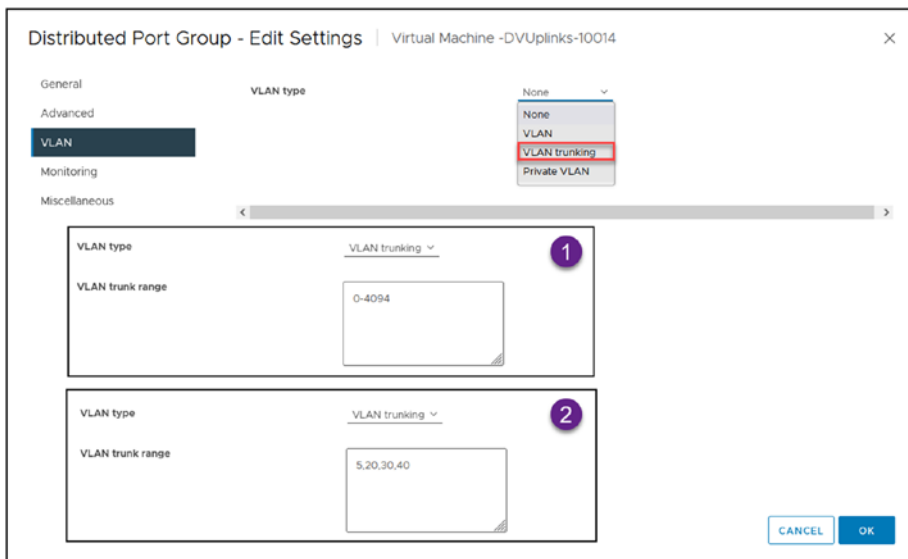 Distributed Port Group - Edit Settings | Virtual Machine -DVUplinks-10014
General
Advanced
VLAN
Monitoring
Miscellaneous
VLAN type None
None
VLAN
VLAN trunking
Private VLAN
VLAN type VLAN trunking 1
VLAN trunk range 0-4094
VLAN type VLAN trunking 2
VLAN trunk range 5,20,30,40
CANCEL OK